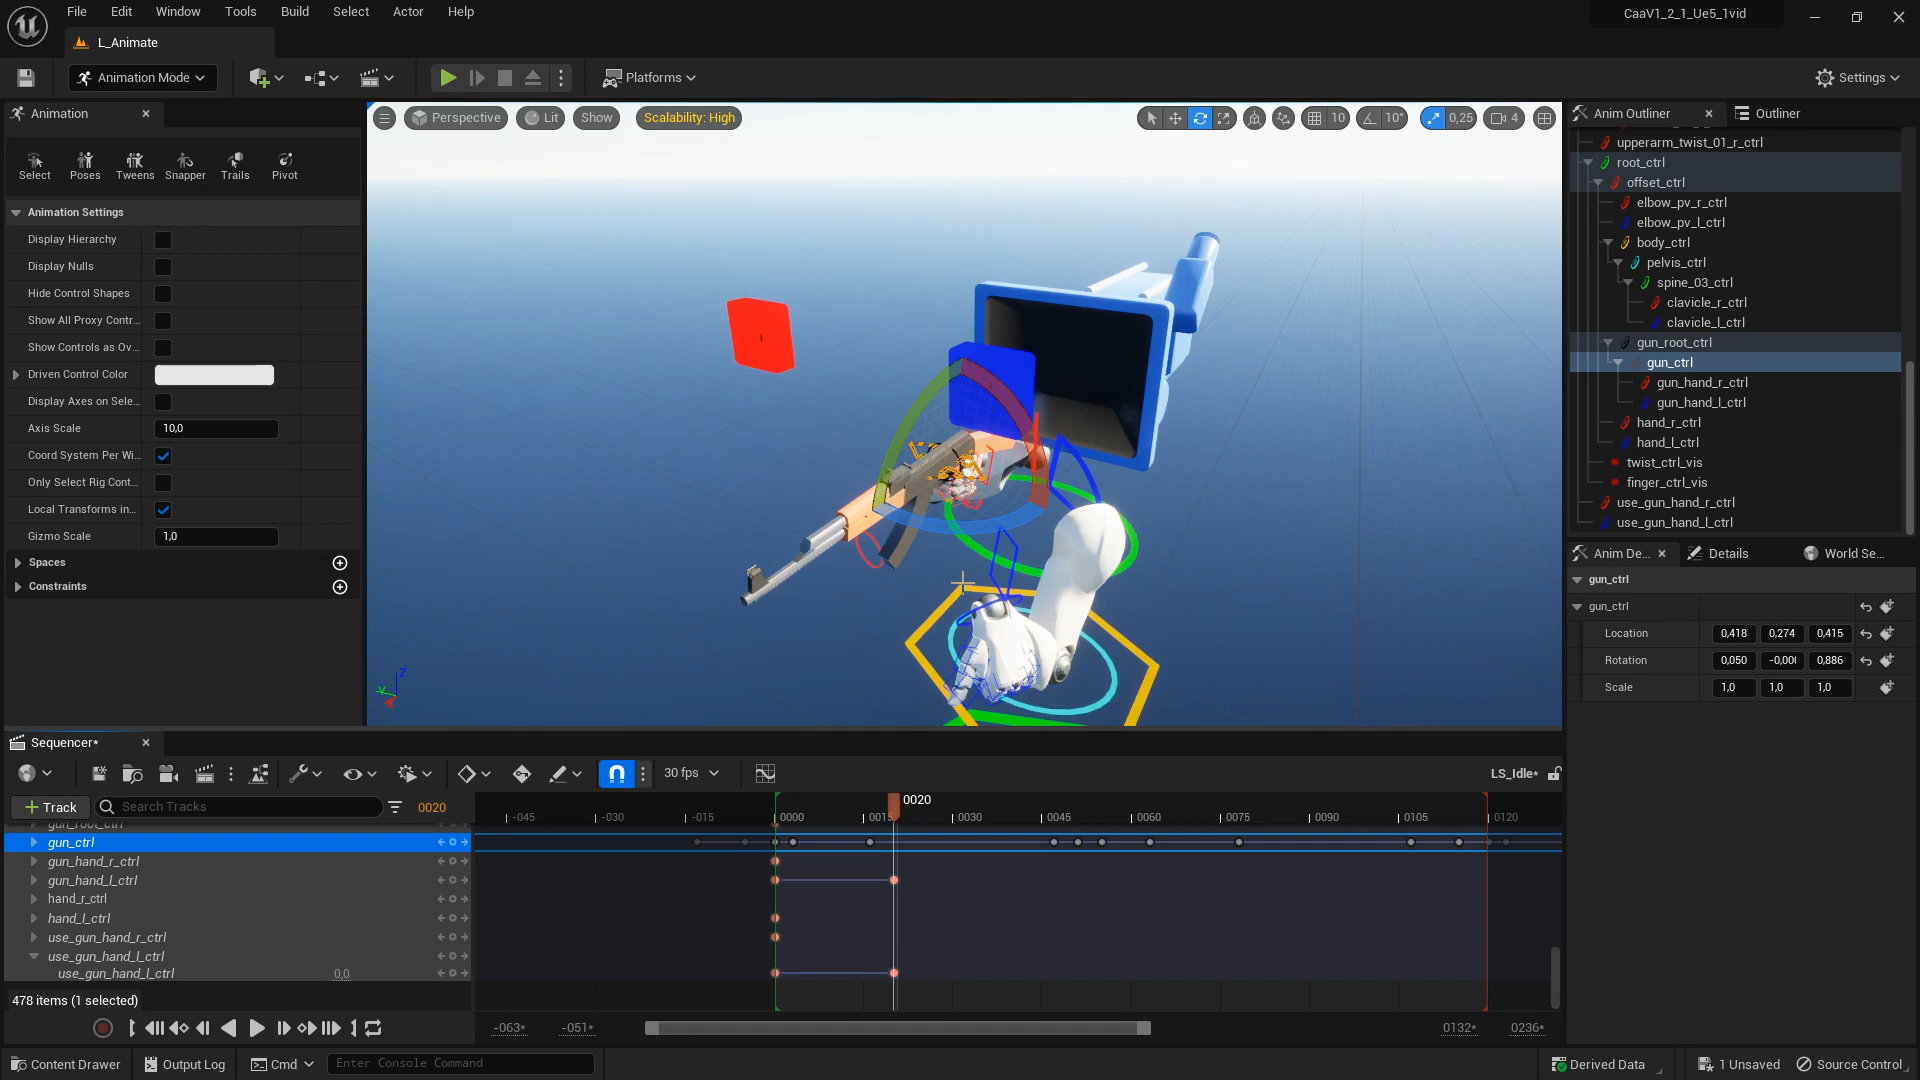 File Edit Window Tools Build Select Actor Help
CaaV1_2_1_Ue5_1vid
L_Animate
Animation Mode
Platforms
Settings
Animation
Select Poses Tweens Snapper Trails Pivot
Animation Settings
Display Hierarchy
Display Nulls
Hide Control Shapes
Show All Proxy Contr...
Show Controls as Ov...
Driven Control Color
Display Axes on Sele...
Axis Scale 10,0
Coord System Per Wi...
Only Select Rig Cont...
Local Transforms in...
Gizmo Scale 1,0
Spaces
Constraints
Perspective Lit Show Scalability: High
10 10° 0,25 4
Z
Anim Outliner Outliner
upperarm_twist_01_r_ctrl
root_ctrl
offset_ctrl
elbow_pv_r_ctrl
elbow_pv_l_ctrl
body_ctrl
pelvis_ctrl
spine_03_ctrl
clavicle_r_ctrl
clavicle_l_ctrl
gun_root_ctrl
gun_ctrl
gun_hand_r_ctrl
gun_hand_l_ctrl
hand_r_ctrl
hand_l_ctrl
twist_ctrl_vis
finger_ctrl_vis
use_gun_hand_r_ctrl
use_gun_hand_l_ctrl
Anim De... Details World Se...
gun_ctrl
gun_ctrl
Location 0,418 0,274 0,415
Rotation 0,050 -0,00 0,886
Scale 1,0 1,0 1,0
Sequencer*
30 fps
LS_Idle*
Track Search Tracks 0020
0020
-045 -030 -015 0000 0015 0030 0045 0060 0075 0090 0105 0120
gun_root_ctrl
gun_ctrl
gun_hand_r_ctrl
gun_hand_l_ctrl
hand_r_ctrl
hand_l_ctrl
use_gun_hand_r_ctrl
use_gun_hand_l_ctrl
use_gun_hand_l_ctrl 0,0
478 items (1 selected)
-063* -051* 0132* 0236*
Content Drawer Output Log Cmd Enter Console Command
Derived Data 1 Unsaved Source Control